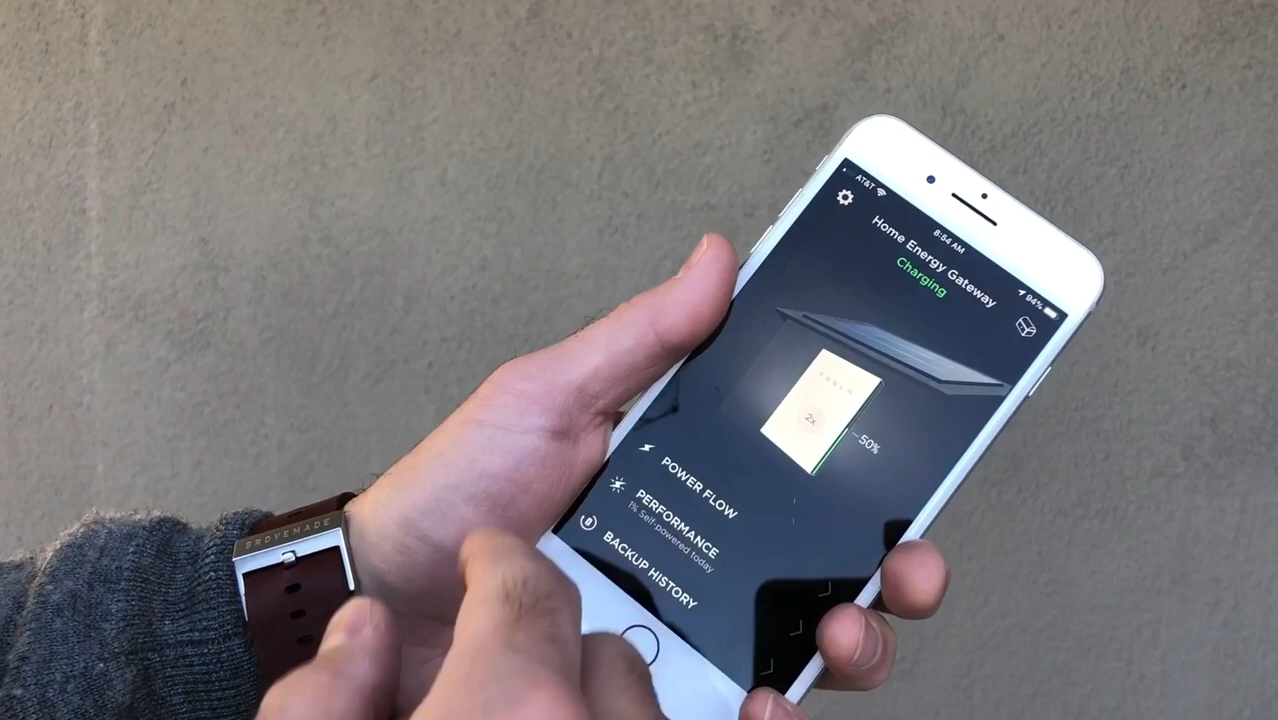 AT&T
8:54 AM
94%
Home Energy Gateway
Charging
TESLA
2x
50%
POWER FLOW
PERFORMANCE
1% Self-powered today
BACKUP HISTORY
GROVEMADE